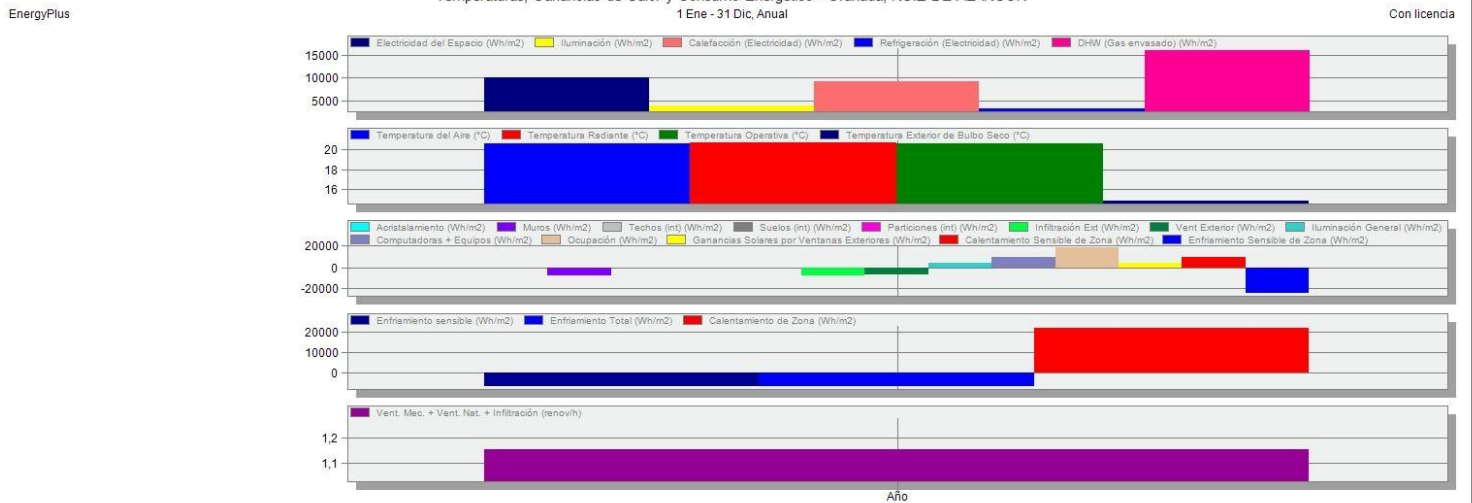 EnergyPlus
1 Ene - 31 Dic, Anual
Con licencia
Electricidad del Espacio (Wh/m2) Iluminación (Wh/m2) Calefacción (Electricidad) (Wh/m2) Refrigeración (Electricidad) (Wh/m2) DHW (Gas envasado) (Wh/m2)
15000
10000
5000
Temperatura del Aire (°C) Temperatura Radiante (°C) Temperatura Operativa (°C) Temperatura Exterior de Bulbo Seco (°C)
20
18
16
Acristalamiento (Wh/m2) Muros (Wh/m2) Techos (int) (Wh/m2) Suelos (int) (Wh/m2) Particiones (int) (Wh/m2) Infiltración Ext (Wh/m2) Vent Exterior (Wh/m2) Iluminación General (Wh/m2)
Computadoras + Equipos (Wh/m2) Ocupación (Wh/m2) Ganancias Solares por Ventanas Exteriores (Wh/m2) Calentamiento Sensible de Zona (Wh/m2) Enfriamiento Sensible de Zona (Wh/m2)
20000
0
-20000
Enfriamiento sensible (Wh/m2) Enfriamiento Total (Wh/m2) Calentamiento de Zona (Wh/m2)
20000
10000
0
Vent. Mec. + Vent. Nat. + Infiltración (renov/h)
1,2
1,1
Año